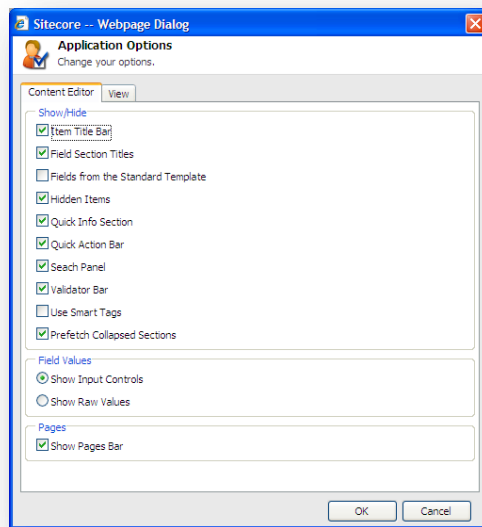 Sitecore -- Webpage Dialog
Application Options
Change your options.
Content Editor
View
Show/Hide
Item Title Bar
Field Section Titles
Fields from the Standard Template
Hidden Items
Quick Info Section
Quick Action Bar
Seach Panel
Validator Bar
Use Smart Tags
Prefetch Collapsed Sections
Field Values
Show Input Controls
Show Raw Values
Pages
Show Pages Bar
OK
Cancel